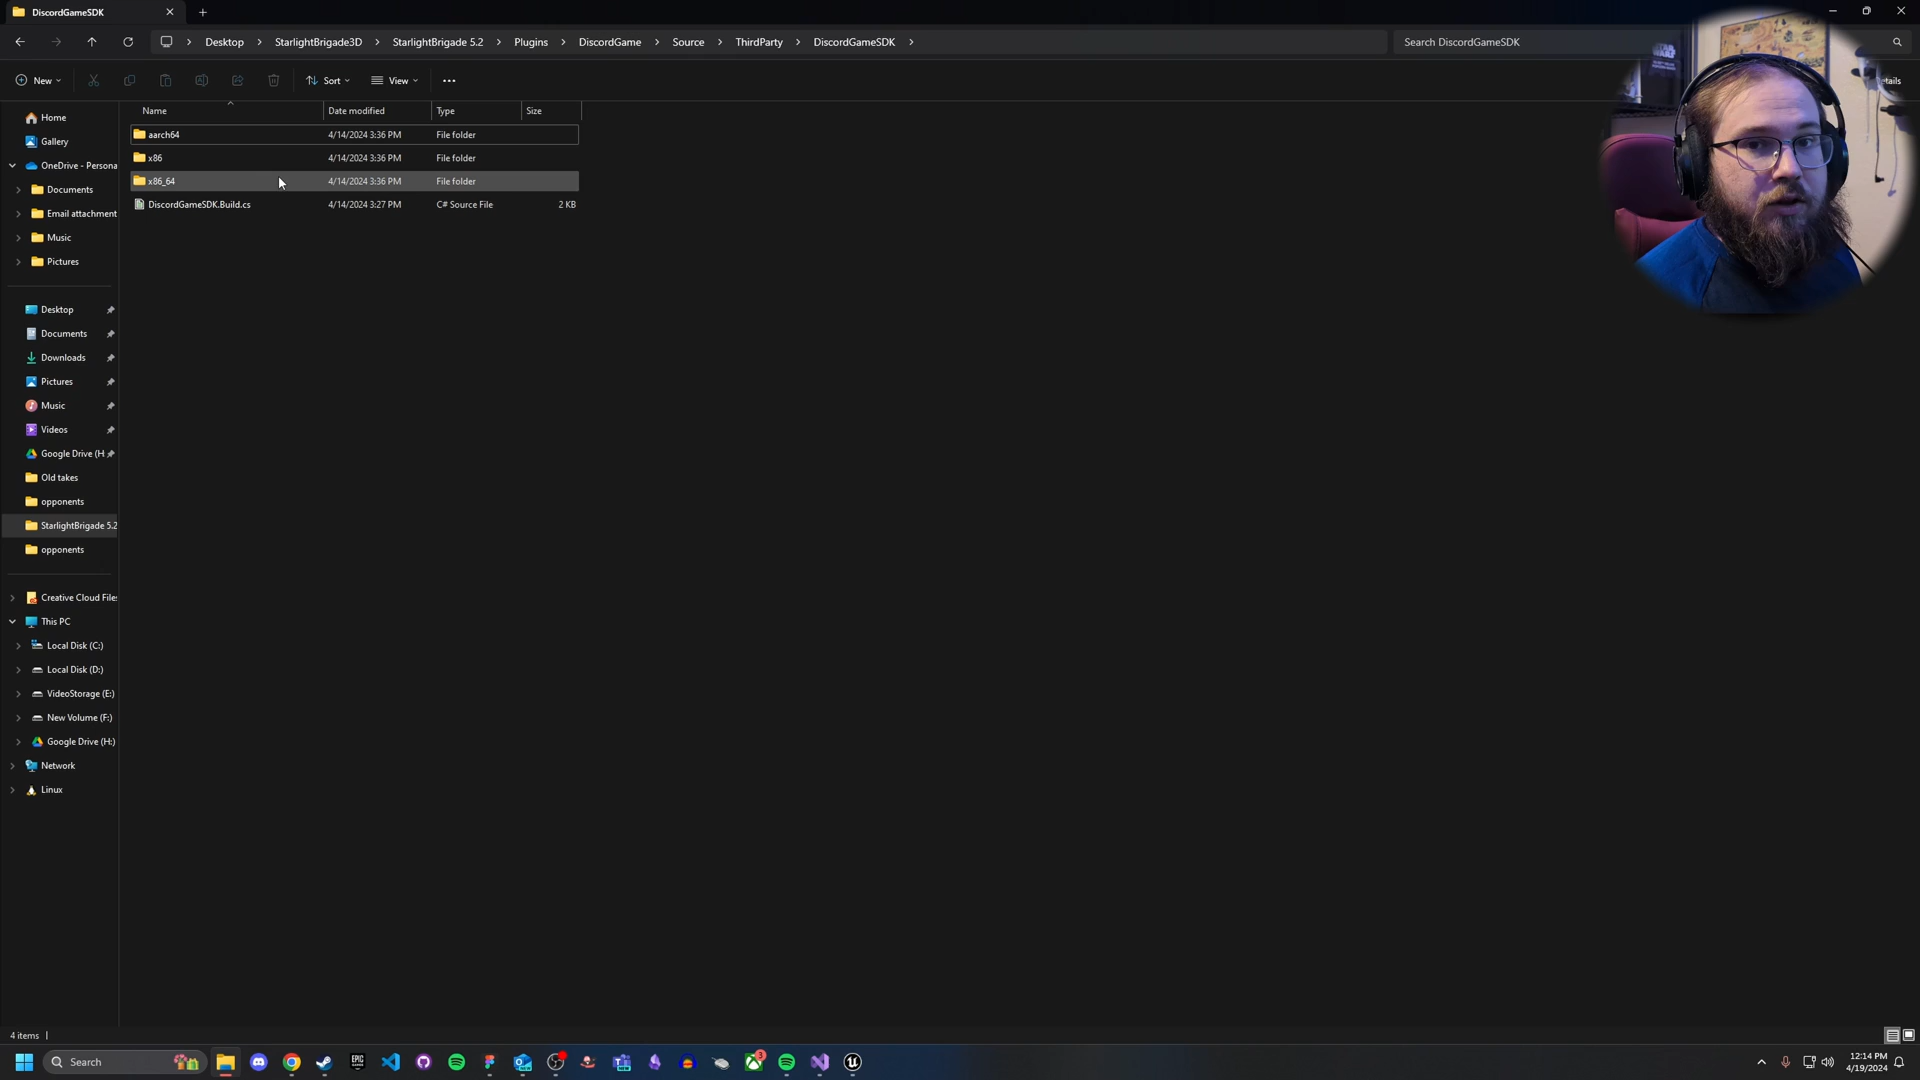 DiscordGameSDK
Desktop
StarlightBrigade3D
StarlightBrigade 5.2
Plugins
DiscordGame
Source
ThirdParty
DiscordGameSDK
Search DiscordGameSDK
New
Sort
View
Name
Date modified
Type
Size
aarch64
4/14/2024 3:36 PM
File folder
x86
4/14/2024 3:36 PM
File folder
x86_64
4/14/2024 3:36 PM
File folder
DiscordGameSDK.Build.cs
4/14/2024 3:27 PM
C# Source File
2 KB
Home
Gallery
OneDrive - Persona
Documents
Email attachment
Music
Pictures
Desktop
Documents
Downloads
Pictures
Music
Videos
Google Drive (H
Old takes
opponents
StarlightBrigade 5.2
opponents
Creative Cloud Files
This PC
Local Disk (C:)
Local Disk (D:)
VideoStorage (E:)
New Volume (F:)
Google Drive (H:)
Network
Linux
4 items
Search
EPIC
3
12:14 PM
4/19/2024